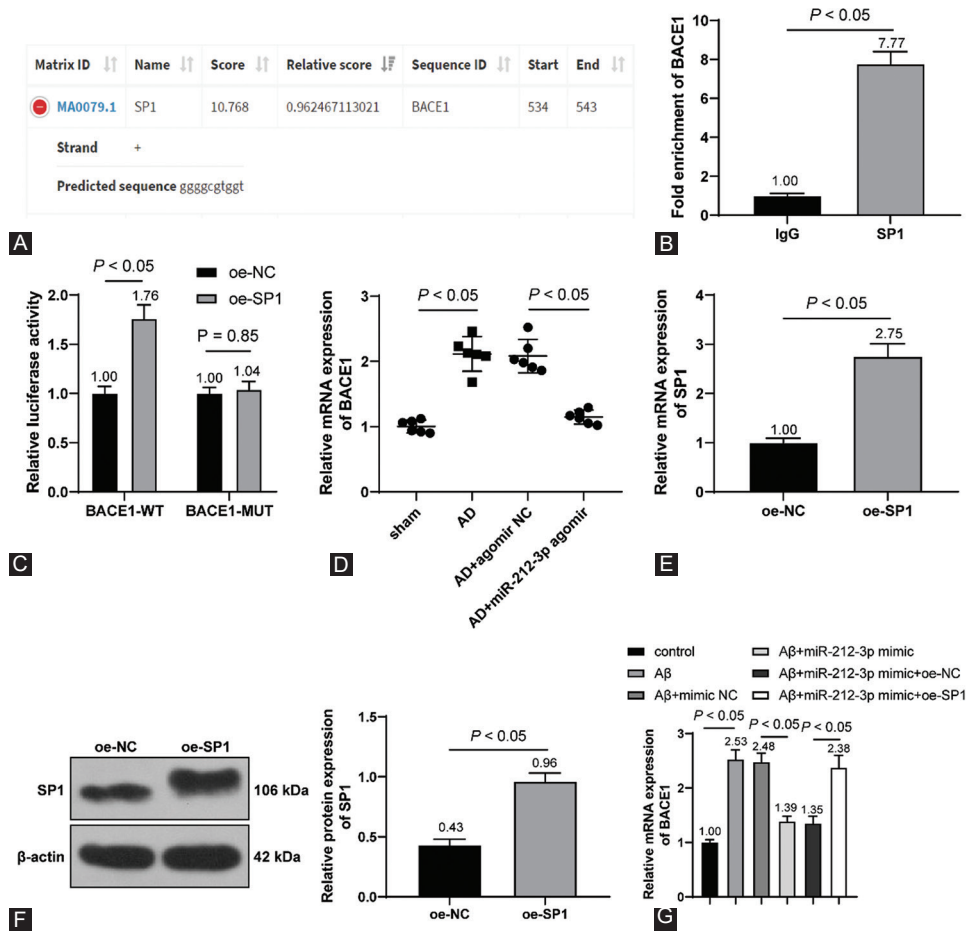 Matrix ID Name Score Relative score Sequence ID Start End
MA0079.1 SP1 10.768 0.962467113021 BACE1 534 543
Strand +
Predicted sequence ggggcgtggt
A
Fold enrichment of BACE1
10
8
6
4
2
0
P < 0.05
1.00
7.77
IgG SP1
B
Relative luciferase activity
2.0
1.5
1.0
0.5
0.0
oe-NC
oe-SP1
P < 0.05
1.76
P = 0.85
1.00
1.00
1.04
BACE1-WT BACE1-MUT
C
Relative mRNA expression
of BACE1
3
2
1
0
P < 0.05
P < 0.05
sham
AD
AD+agomir NC
AD+miR-212-3p agomir
D
Relative mRNA expression
of SP1
5
4
3
2
1
0
P < 0.05
1.00
2.75
oe-NC oe-SP1
E
oe-NC oe-SP1
SP1 106 kDa
β-actin 42 kDa
F
Relative protein expression
of SP1
1.5
1.0
0.5
0.0
P < 0.05
0.43
0.96
oe-NC oe-SP1
control
Aβ
Aβ+mimic NC
Aβ+miR-212-3p mimic
Aβ+miR-212-3p mimic+oe-NC
Aβ+miR-212-3p mimic+oe-SP1
Relative mRNA expression
of BACE1
3
2
1
0
P < 0.05
P < 0.05
P < 0.05
1.00
2.53
2.48
1.39
1.35
2.38
G